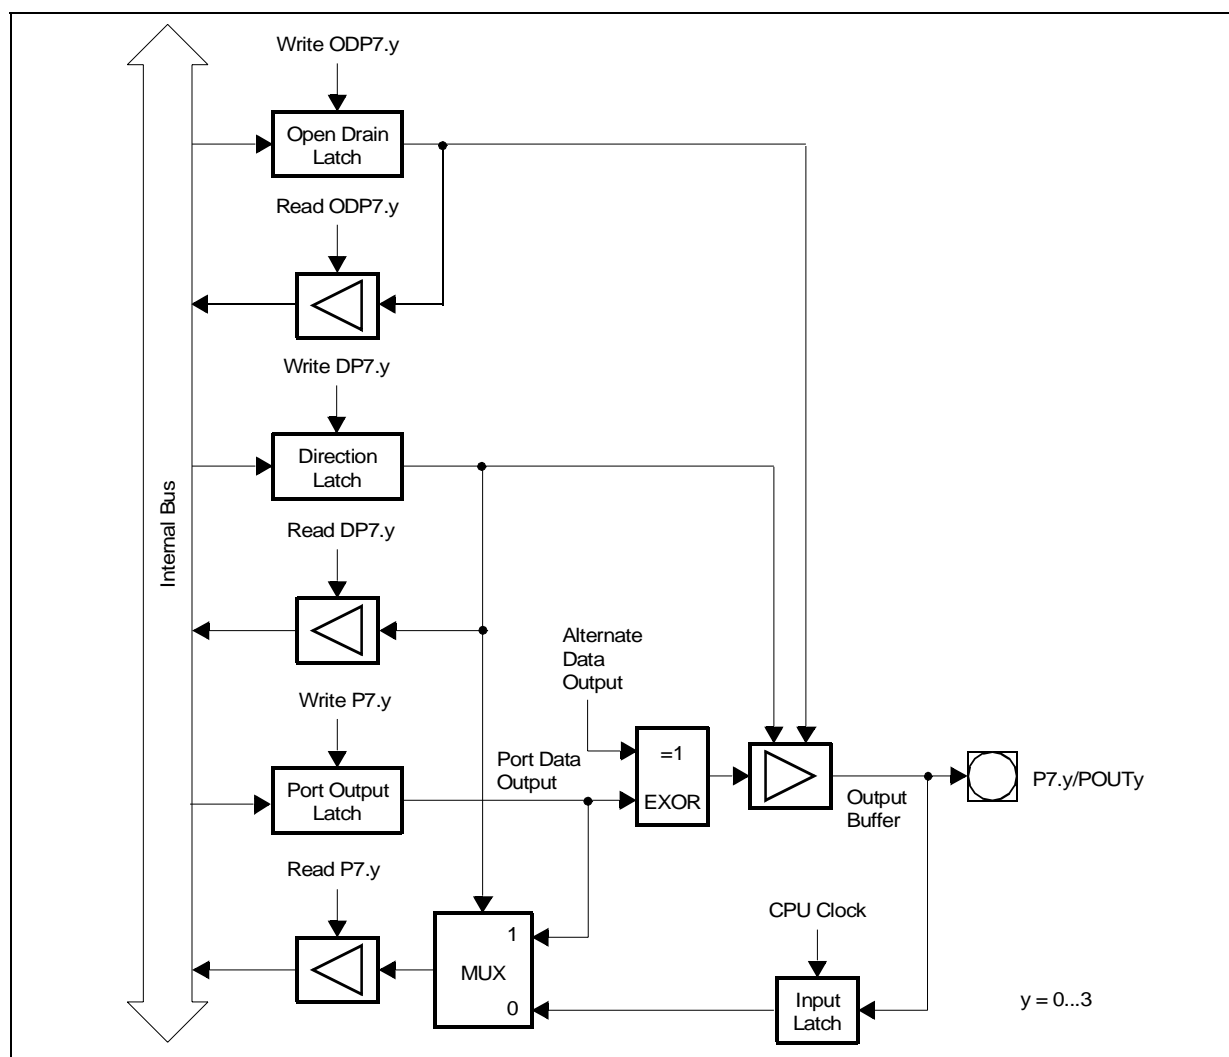 Write ODP7.y
Open Drain
Latch
Read ODP7.y
Write DP7.y
Direction
Latch
Internal Bus
Read DP7.y
Alternate
Data
Output
Write P7.y
=1
EXOR
Port Data
Output
Port Output
Latch
Output
Buffer
P7.y/POUTy
Read P7.y
CPU Clock
1
MUX
0
Input
Latch
y = 0...3